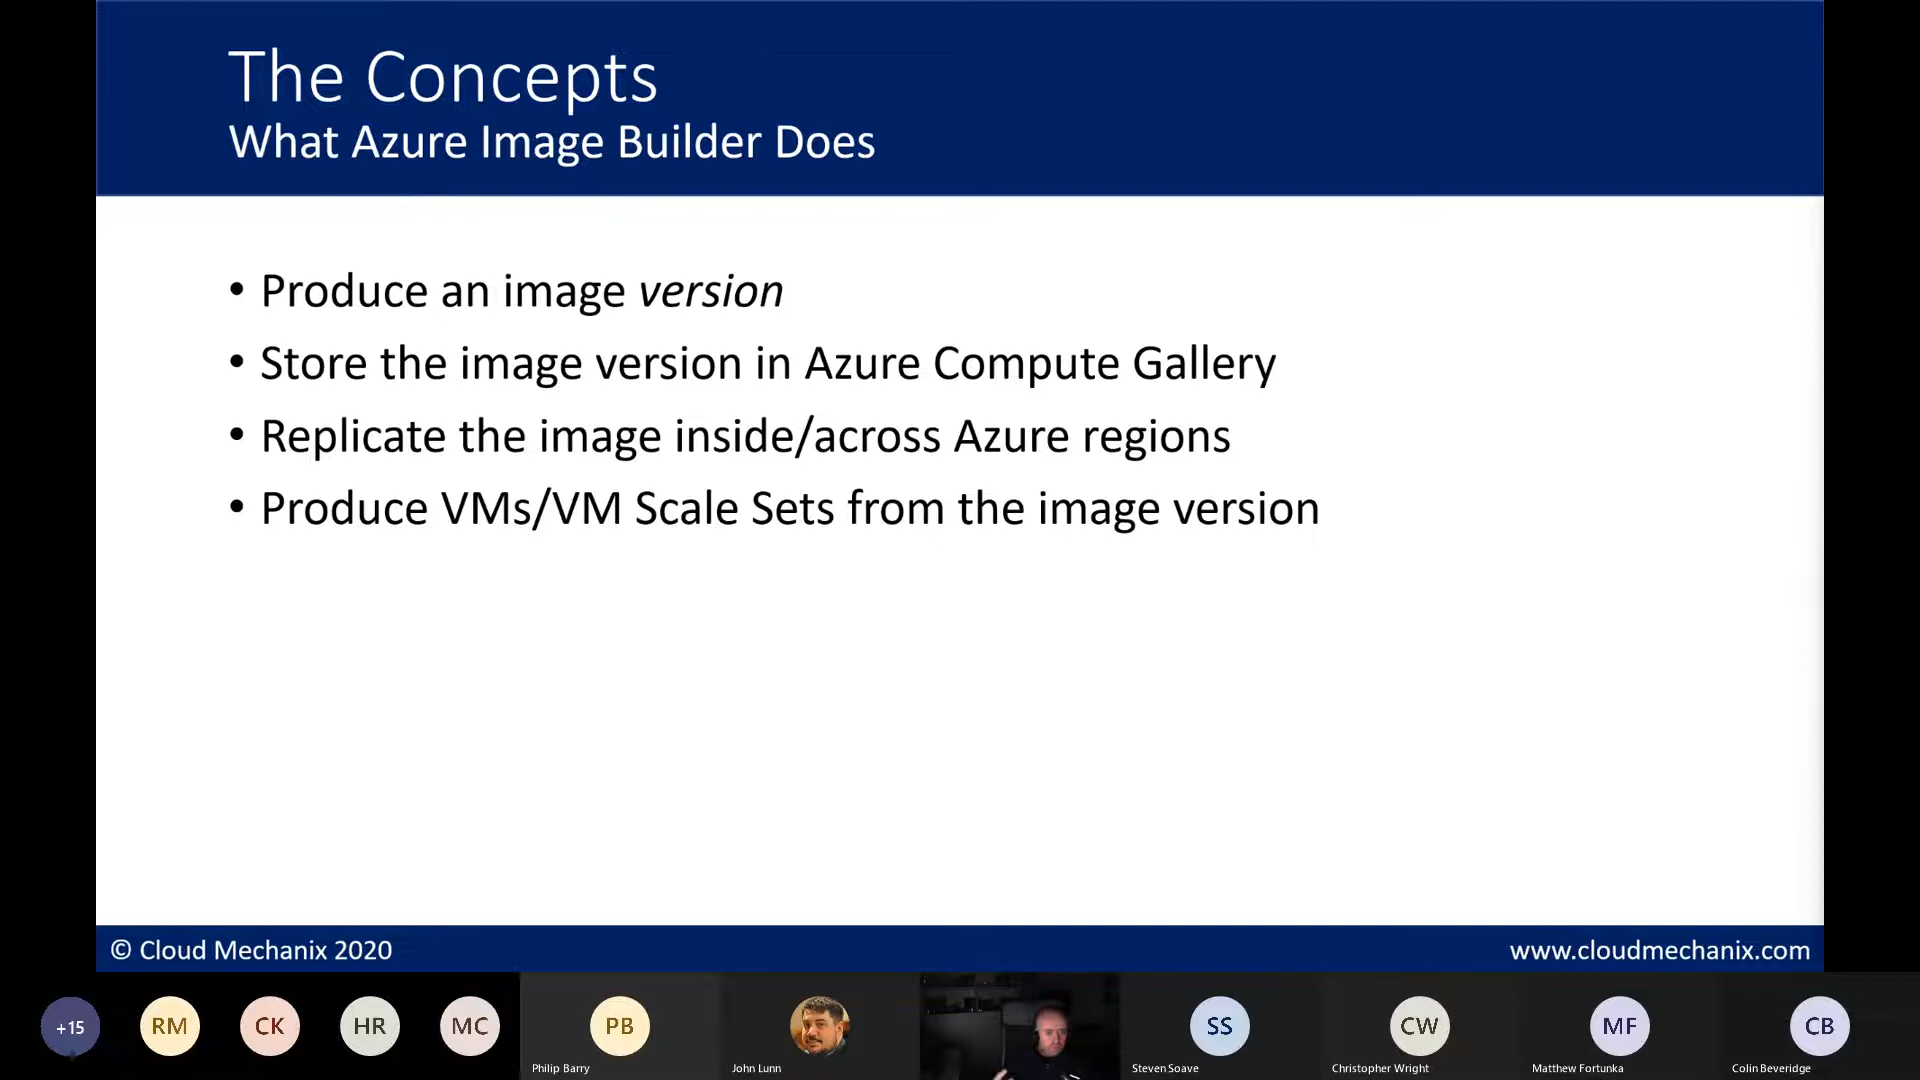 The Concepts
What Azure Image Builder Does
• Produce an image version
• Store the image version in Azure Compute Gallery
• Replicate the image inside/across Azure regions
• Produce VMs/VM Scale Sets from the image version
© Cloud Mechanix 2020
www.cloudmechanix.com
+15
RM
CK
HR
MC
PB
SS
CW
MF
CB
Philip Barry
John Lunn
Steven Soave
Christopher Wright
Matthew Fortunka
Colin Beveridge